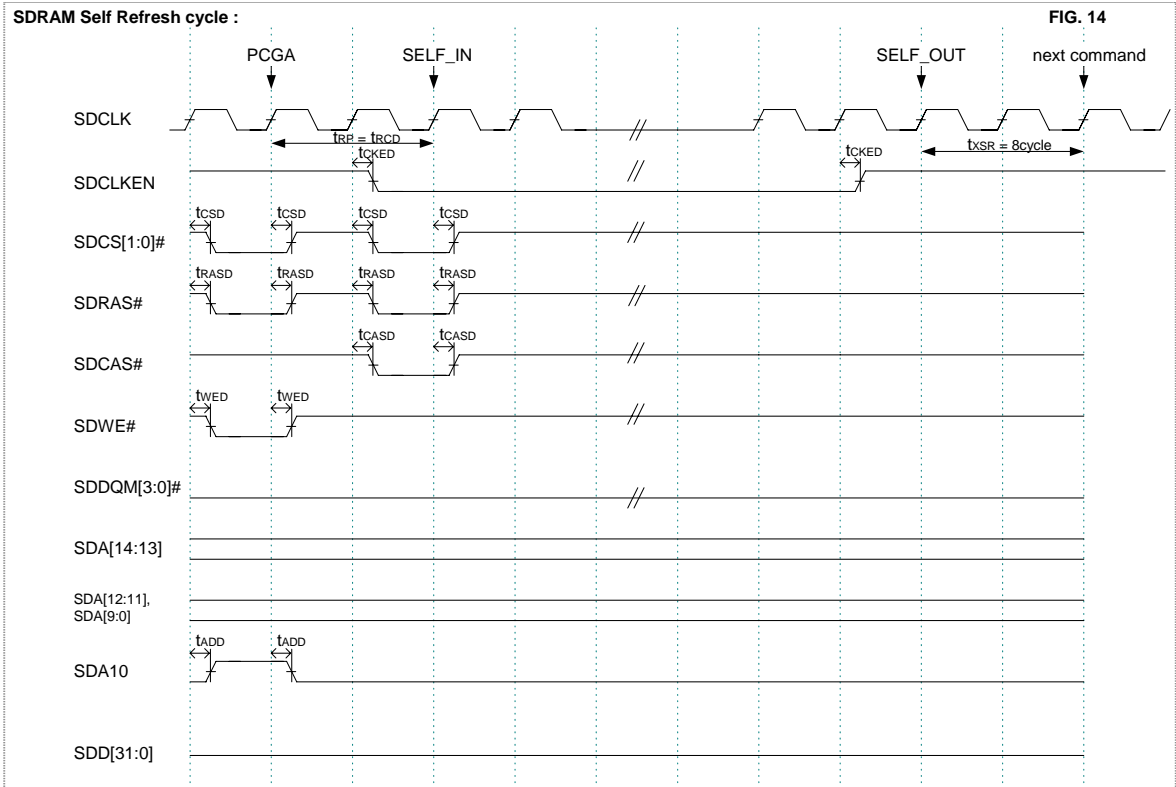 SDRAM Self Refresh cycle :
FIG. 14
PCGA
SELF_IN
SELF_OUT
next command
SDCLK
tRP = tRCD
tXSR = 8cycle
tCKED
tCKED
SDCLKEN
tCSD
tCSD
tCSD
tCSD
SDCS[1:0]#
tRASD
tRASD
tRASD
tRASD
SDRAS#
tCASD
tCASD
SDCAS#
tWED
tWED
SDWE#
SDDQM[3:0]#
SDA[14:13]
SDA[12:11],
SDA[9:0]
tADD
tADD
SDA10
SDD[31:0]